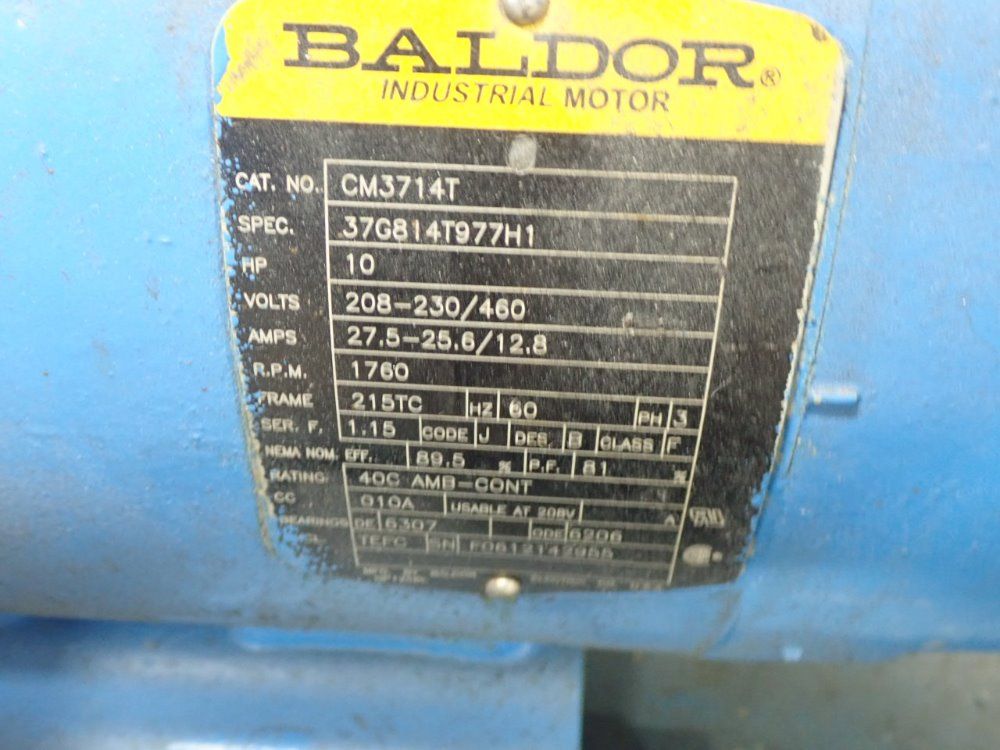 BALDOR®
INDUSTRIAL MOTOR
CAT. NO. CM3714T
SPEC. 37G814T977H1
HP 10
VOLTS 208-230/460
AMPS 27.5-25.6/12.8
R.P.M. 1760
FRAME 215TC HZ 60 PH 3
SER. F. 1.15 CODE J DES. B CLASS F
NEMA NOM. EFF. 89.5 % P.F. 81 %
RATING 40C AMB-CONT
CC 010A USABLE AT 208V A
BEARINGS DE 6307 ODE 6206
TEFC SN F0612142955